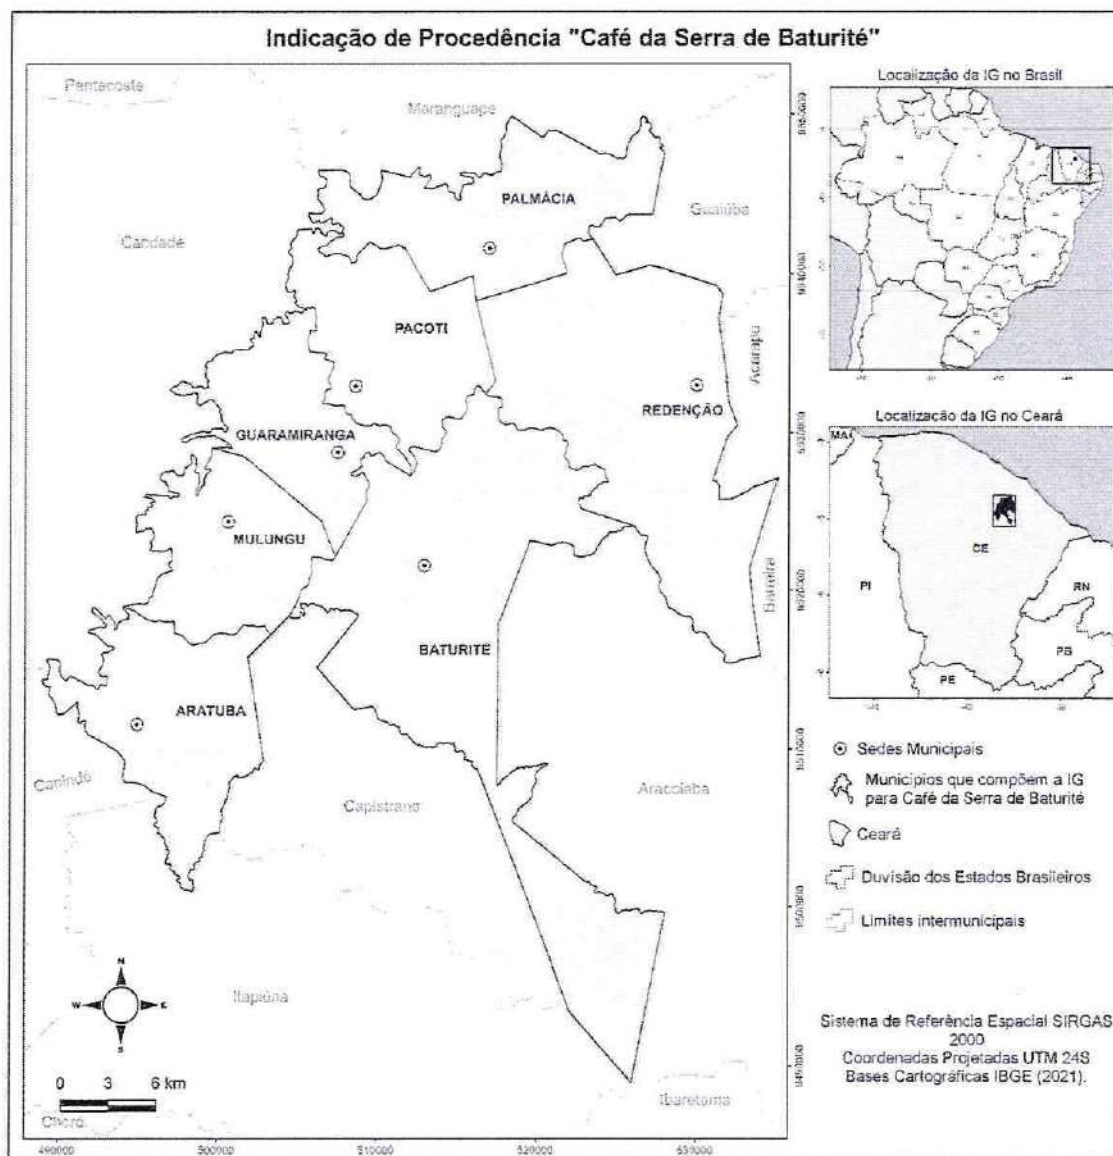 Indicação de Procedência "Café da Serra de Baturité"
Pentecoste
Maranguape
PALMÁCIA
Guaiúba
Caridade
PACOTI
Acarapu
REDENÇÃO
GUARAMIRANGA
MULUNGU
Barreira
BATURITÉ
ARATUBA
Canindé
Capistrano
Aracoiaba
Itapiúna
N
W
E
S
0 3 6 km
Choró
Ibaretama
490000 500000 510000 520000 530000
Localização da IG no Brasil
Localização da IG no Ceará
MA
CE
PI
RN
PB
PE
Sedes Municipais
Municípios que compõem a IG
para Café da Serra de Baturité
Ceará
Duvisão dos Estados Brasileiros
Limites intermunicipais
Sistema de Referência Espacial SIRGAS
2000
Coordenadas Projetadas UTM 24S
Bases Cartográficas IBGE (2021).